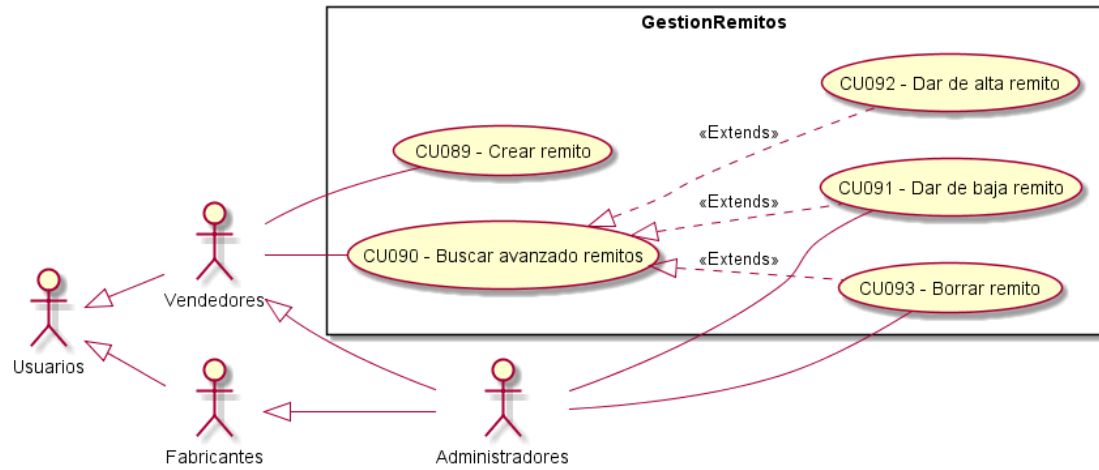 GestionRemitos
CU092 - Dar de alta remito
«Extends»
CU089 - Crear remito
CU091 - Dar de baja remito
«Extends»
CU090 - Buscar avanzado remitos
«Extends»
CU093 - Borrar remito
Vendedores
Usuarios
Fabricantes
Administradores